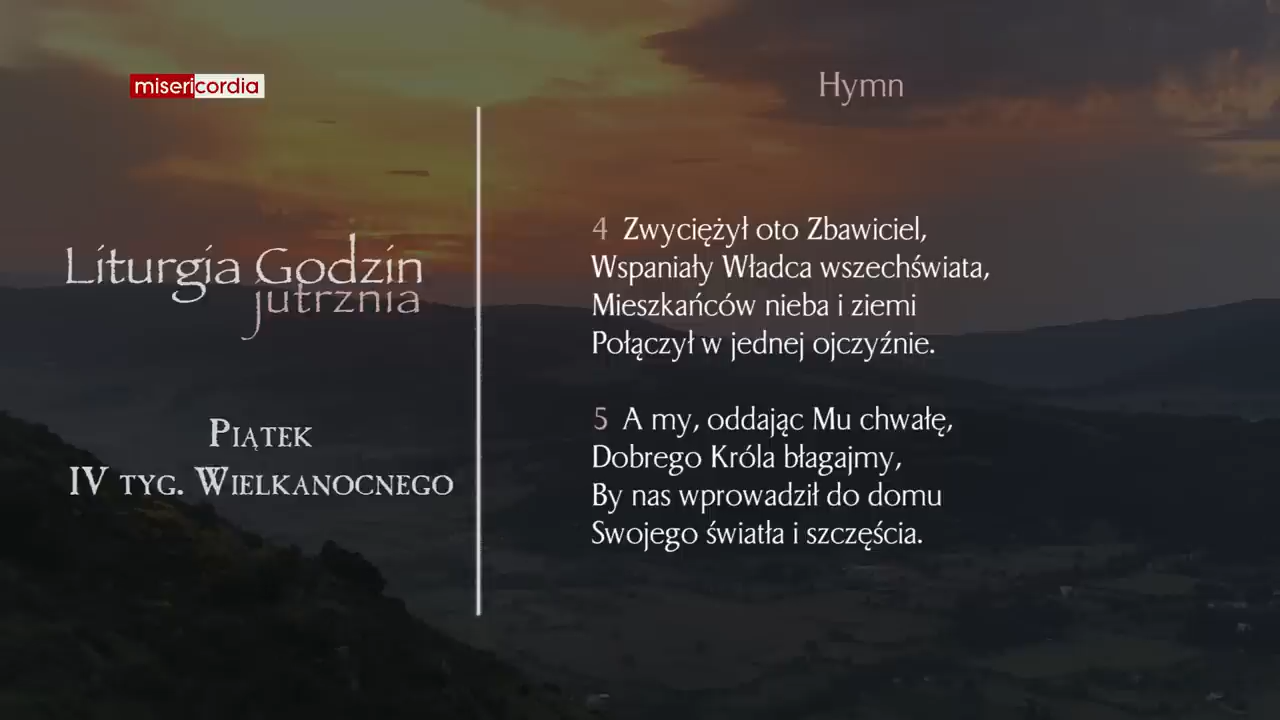 misericordia
Liturgia Godzin
jutrznia
Piątek
IV tyg. Wielkanocnego
Hymn
4 Zwyciężył oto Zbawiciel,
Wspaniały Władca wszechświata,
Mieszkańców nieba i ziemi
Połączył w jednej ojczyźnie.
5 A my, oddając Mu chwałę,
Dobrego Króla błagajmy,
By nas wprowadził do domu
Swojego światła i szczęścia.